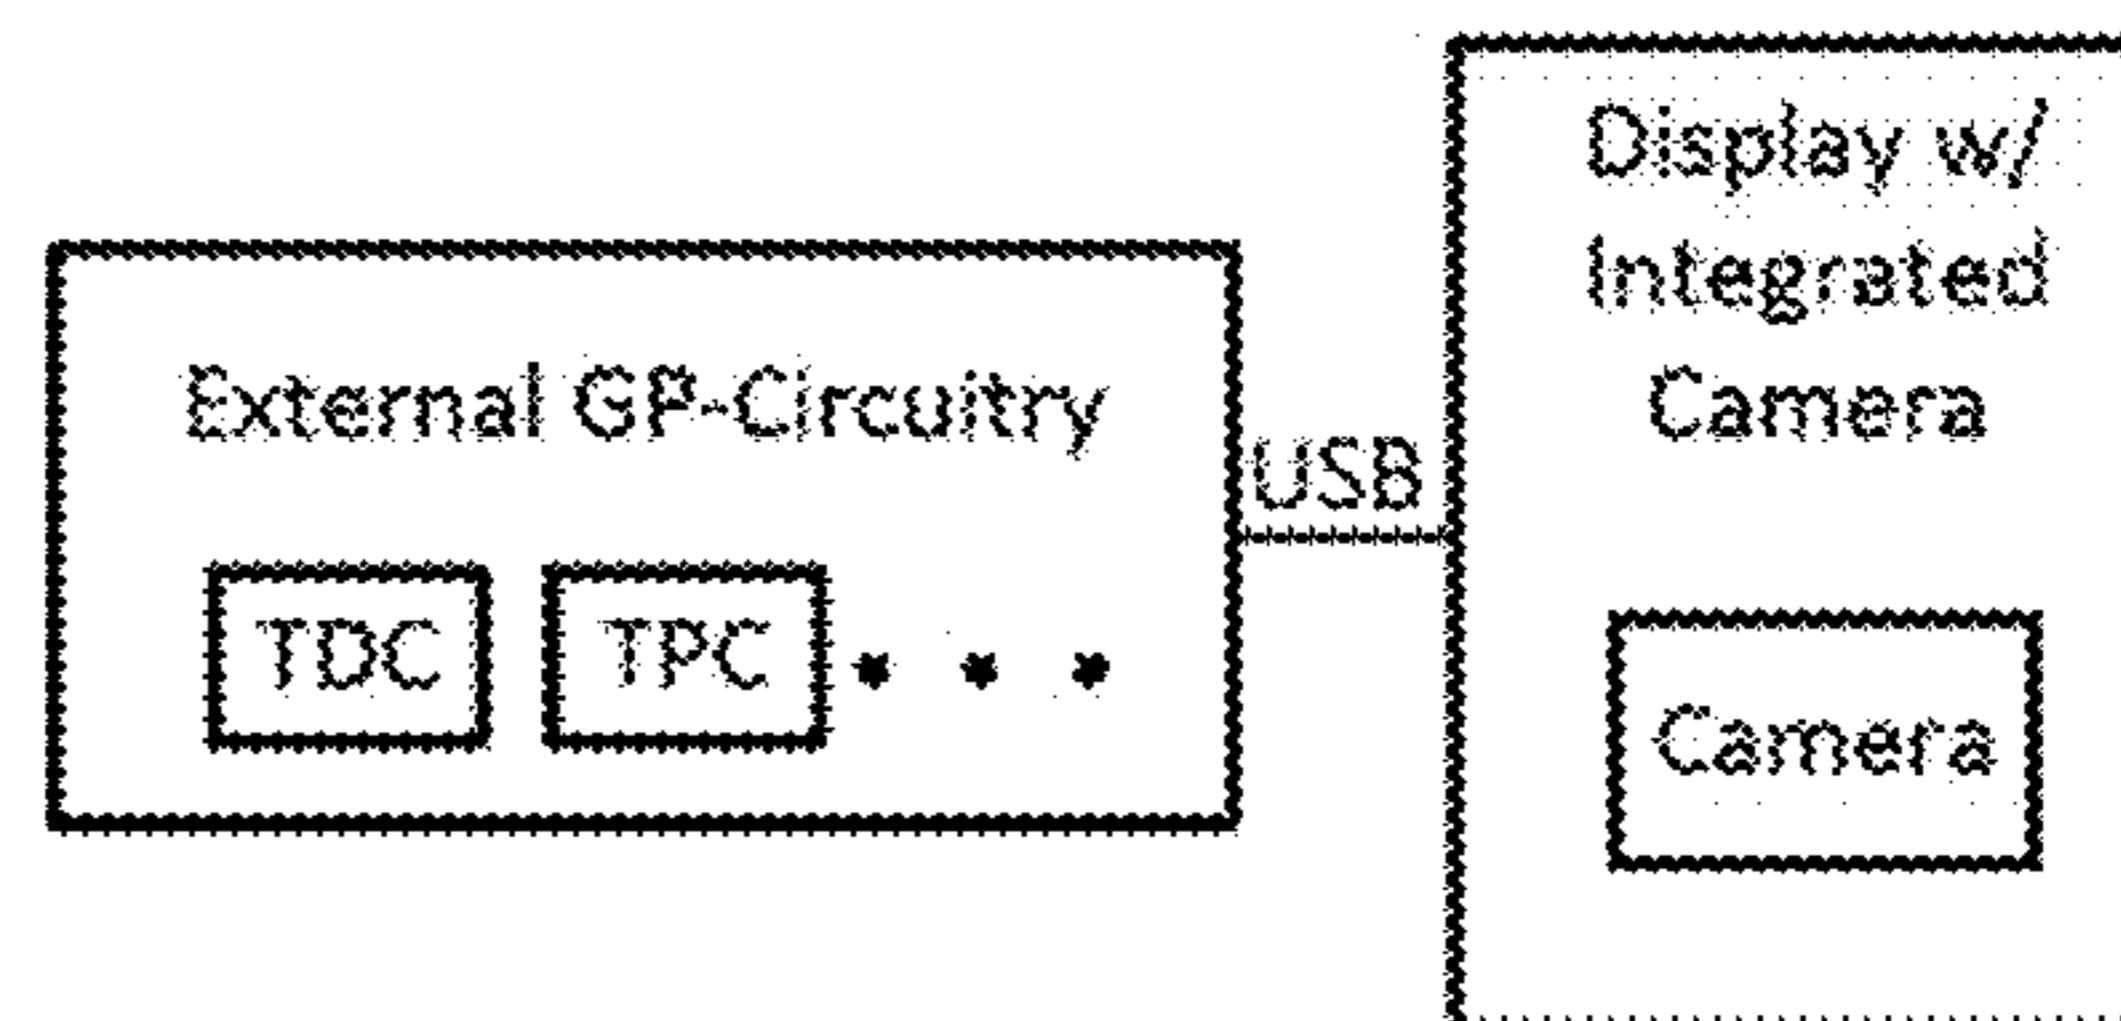 External GP-Circuitry
TDC
TPC
USB
Display w/
Integrated
Camera
Camera